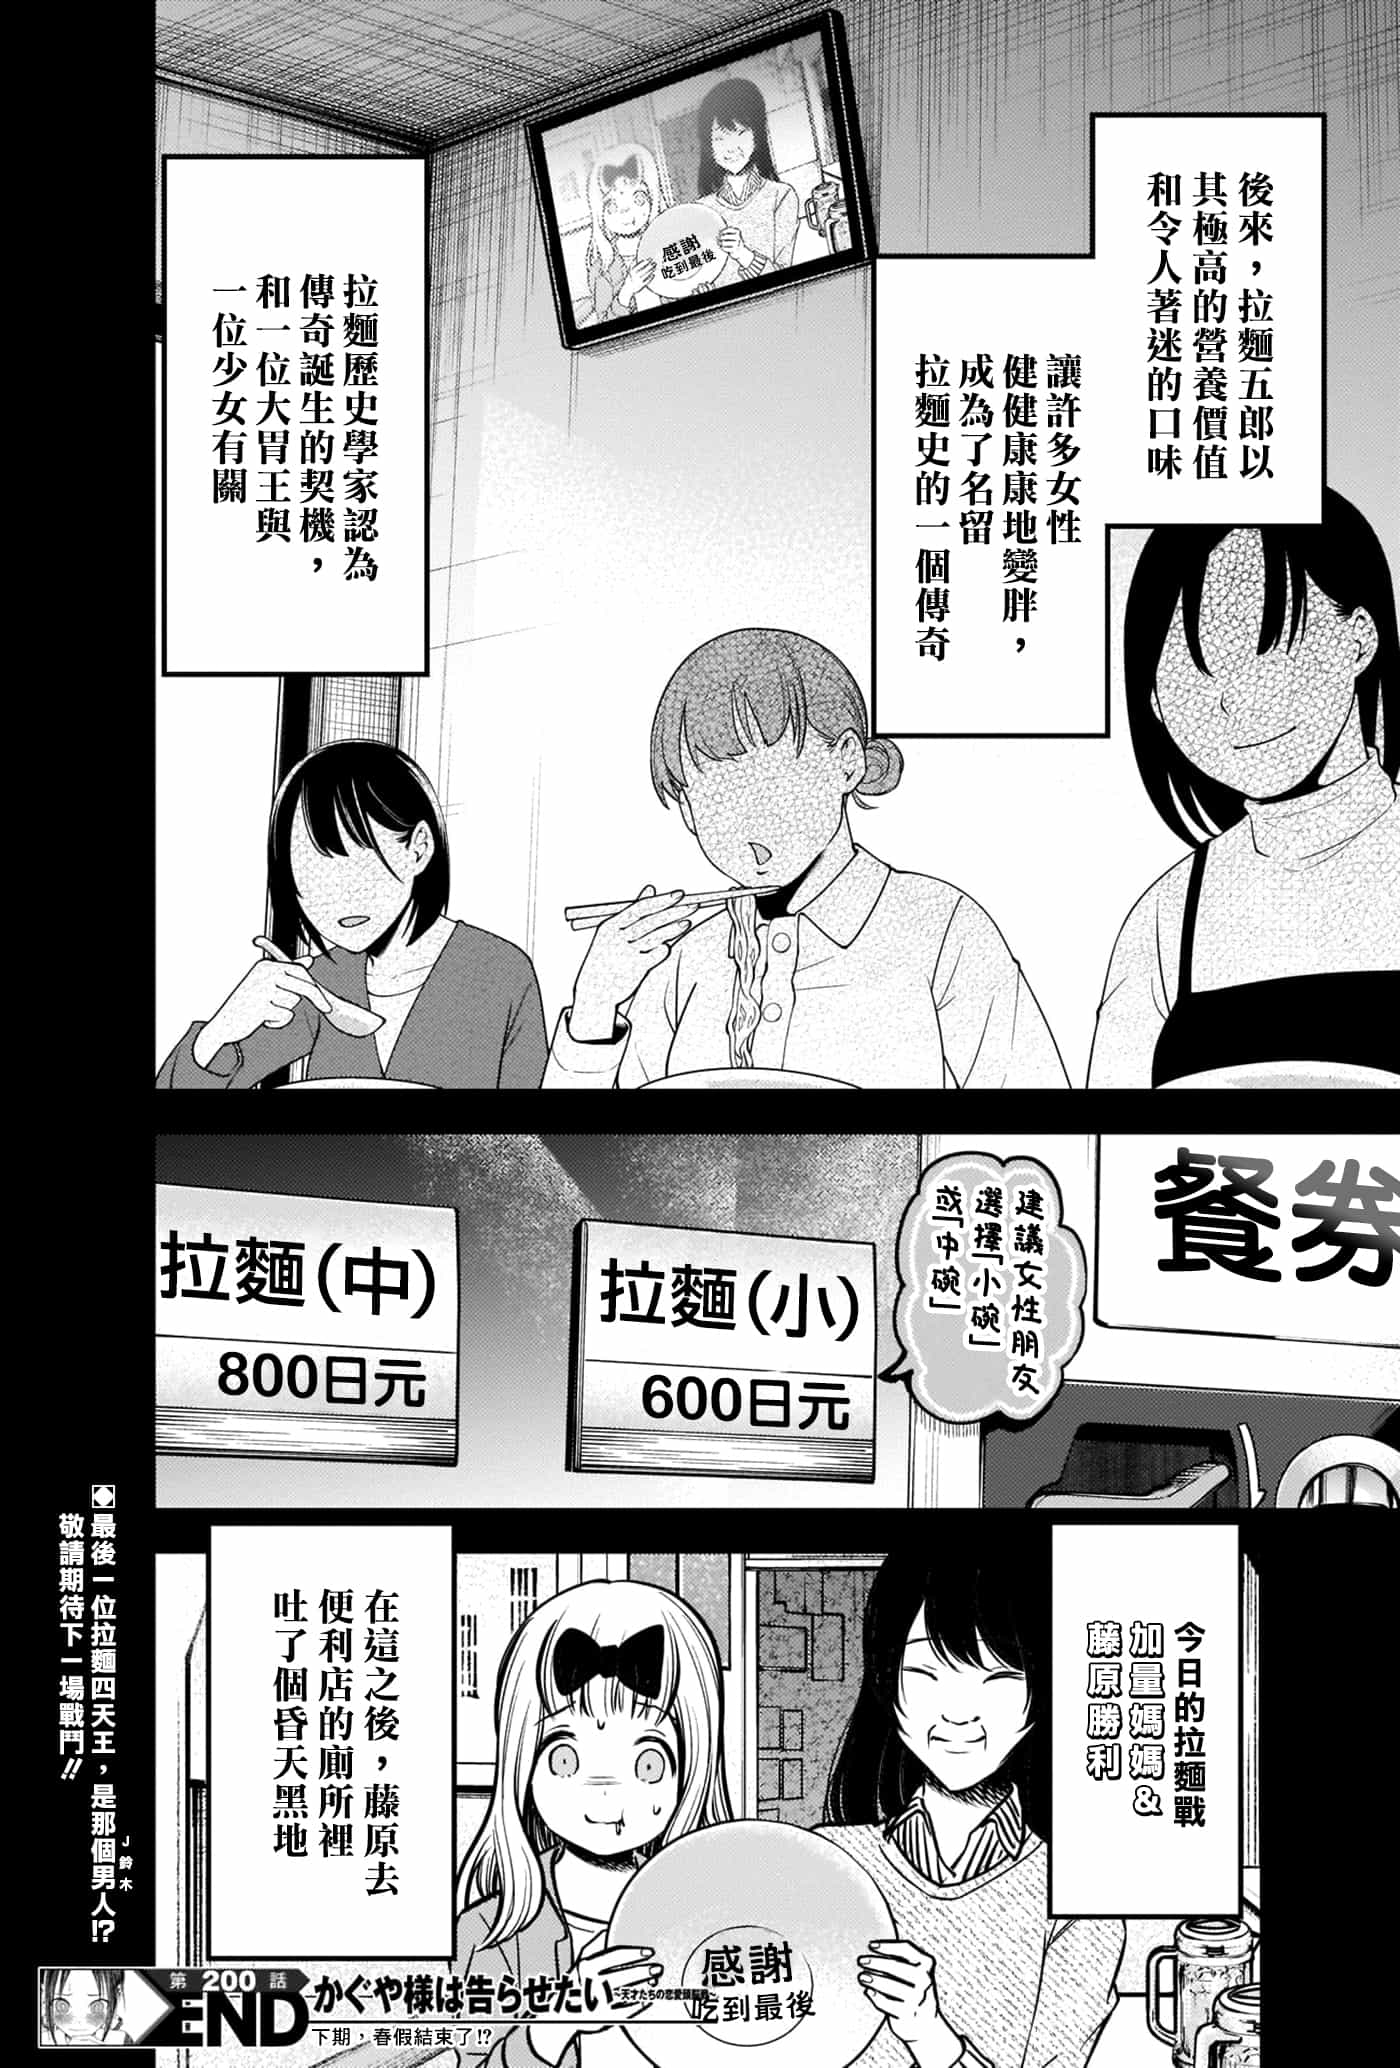 後來，拉麵五郎以
其極高的營養價值
和令人著迷的口味
讓許多女性
健健康康地變胖，
成為了名留
拉麵史的一個傳奇
感謝
吃到最後
拉麵歷史學家認為
傳奇誕生的契機，
和一位大胃王與
一位少女有關
餐券
建議女性朋友
選擇「小碗」
或「中碗」
拉麵(小)
600日元
拉麵(中)
800日元
今日的拉麵戰
加量媽媽&
藤原勝利
在這之後，藤原去
便利店的廁所裡
吐了個昏天黑地
感謝
吃到最後
最後一位拉麵四天王，是那個男人!?
J鈴木
敬請期待下一場戰鬥!!
第200話
END
かぐや様は告らせたい
~天才たちの恋愛頭脳戦~
下期，春假結束了!?